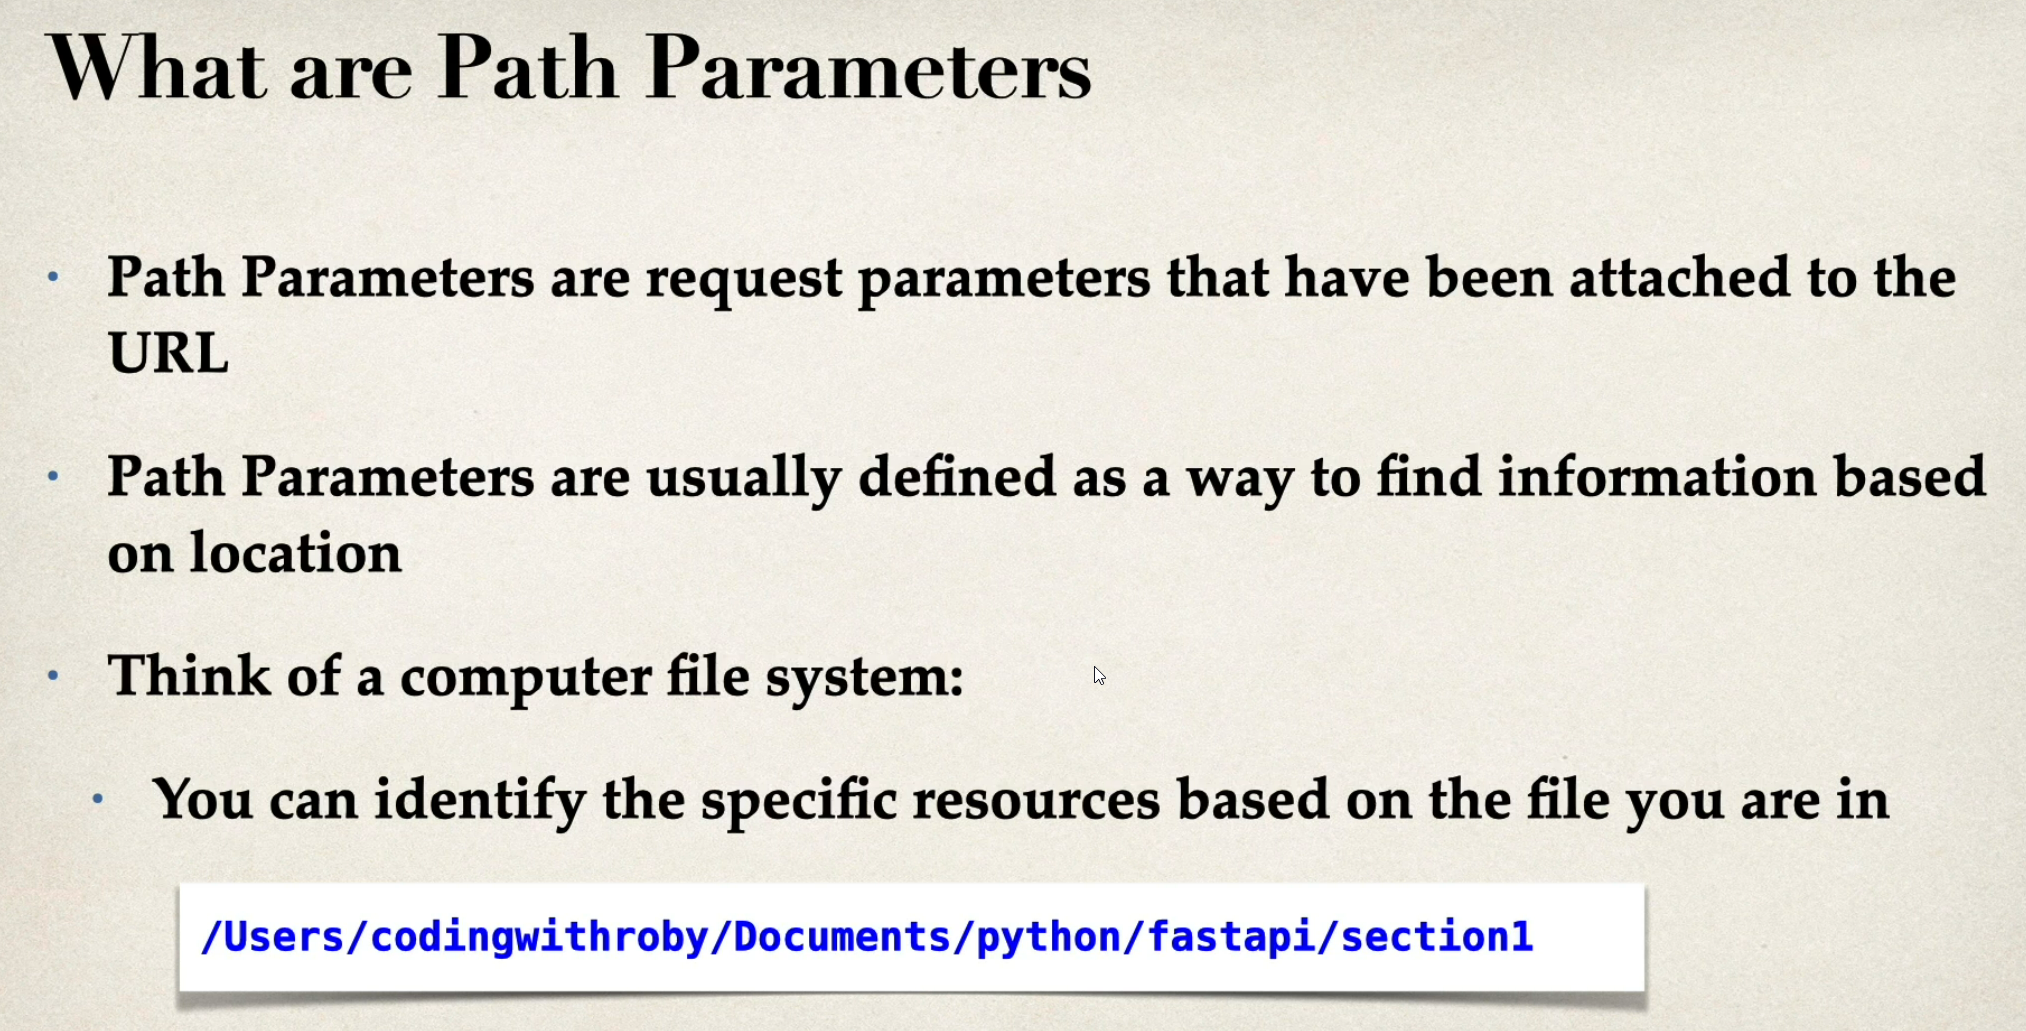 What are Path Parameters
• Path Parameters are request parameters that have been attached to the
URL
• Path Parameters are usually defined as a way to find information based
on location
• Think of a computer file system:
• You can identify the specific resources based on the file you are in
/Users/codingwithroby/Documents/python/fastapi/section1